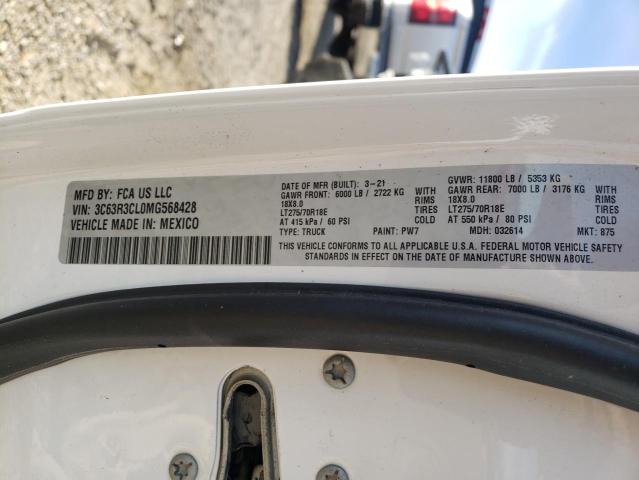 MFD BY: FCA US LLC
VIN: 3C63R3CL0MG568428
VEHICLE MADE IN: MEXICO
DATE OF MFR (BUILT): 3-21
GAWR FRONT: 6000 LB / 2722 KG WITH
18X8.0 RIMS
LT275/70R18E TIRES
AT 415 kPa / 60 PSI COLD
TYPE: TRUCK PAINT: PW7
GVWR: 11800 LB / 5353 KG
GAWR REAR: 7000 LB / 3176 KG WITH
18X8.0 RIMS
LT275/70R18E TIRES
AT 550 kPa / 80 PSI COLD
MDH: 032614 MKT: 875
THIS VEHICLE CONFORMS TO ALL APPLICABLE U.S.A. FEDERAL MOTOR VEHICLE SAFETY
STANDARDS IN EFFECT ON THE DATE OF MANUFACTURE SHOWN ABOVE.